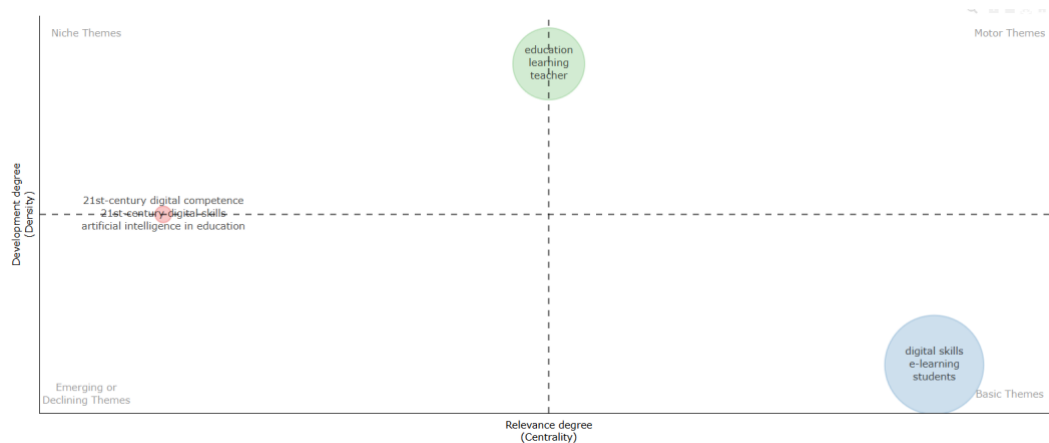 Niche Themes
Motor Themes
education
learning
teacher
21st-century digital competence
21st-century digital skills
artificial intelligence in education
Development degree
(Density)
digital skills
e-learning
students
Emerging or
Declining Themes
Basic Themes
Relevance degree
(Centrality)